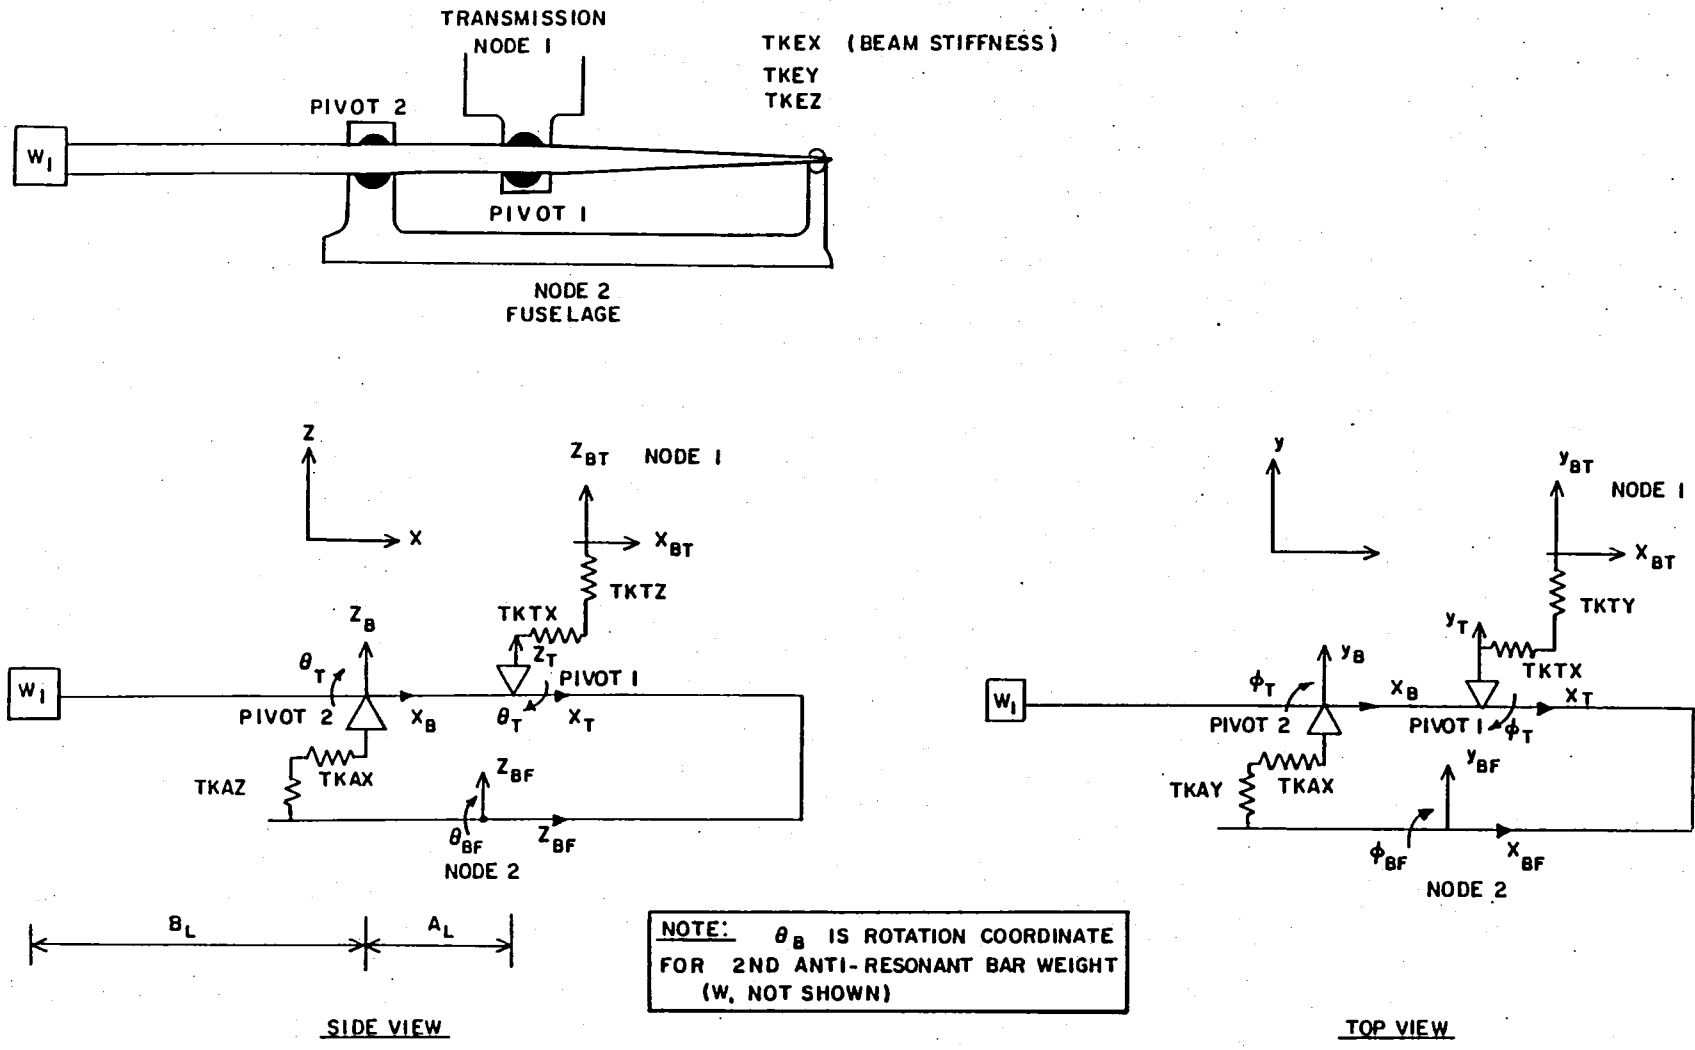 TRANSMISSION
NODE 1
TKEX (BEAM STIFFNESS)
TKEY
TKEZ
PIVOT 2
W1
PIVOT 1
NODE 2
FUSELAGE
Z
X
ZBT NODE 1
XBT
TKTZ
TKTX
ZB
θT
ZT
PIVOT 1
W1
PIVOT 2
XB
θT
XT
TKAX
TKAZ
ZBF
θBF
ZBF
NODE 2
BL
AL
SIDE VIEW
y
yBT
NODE 1
XBT
TKTY
yT
TKTX
yB
ϕT
XB
XT
W1
PIVOT 2
PIVOT 1
ϕT
yBF
TKAY
TKAX
ϕBF
XBF
NODE 2
TOP VIEW
NOTE: θB IS ROTATION COORDINATE
FOR 2ND ANTI-RESONANT BAR WEIGHT
(W, NOT SHOWN)